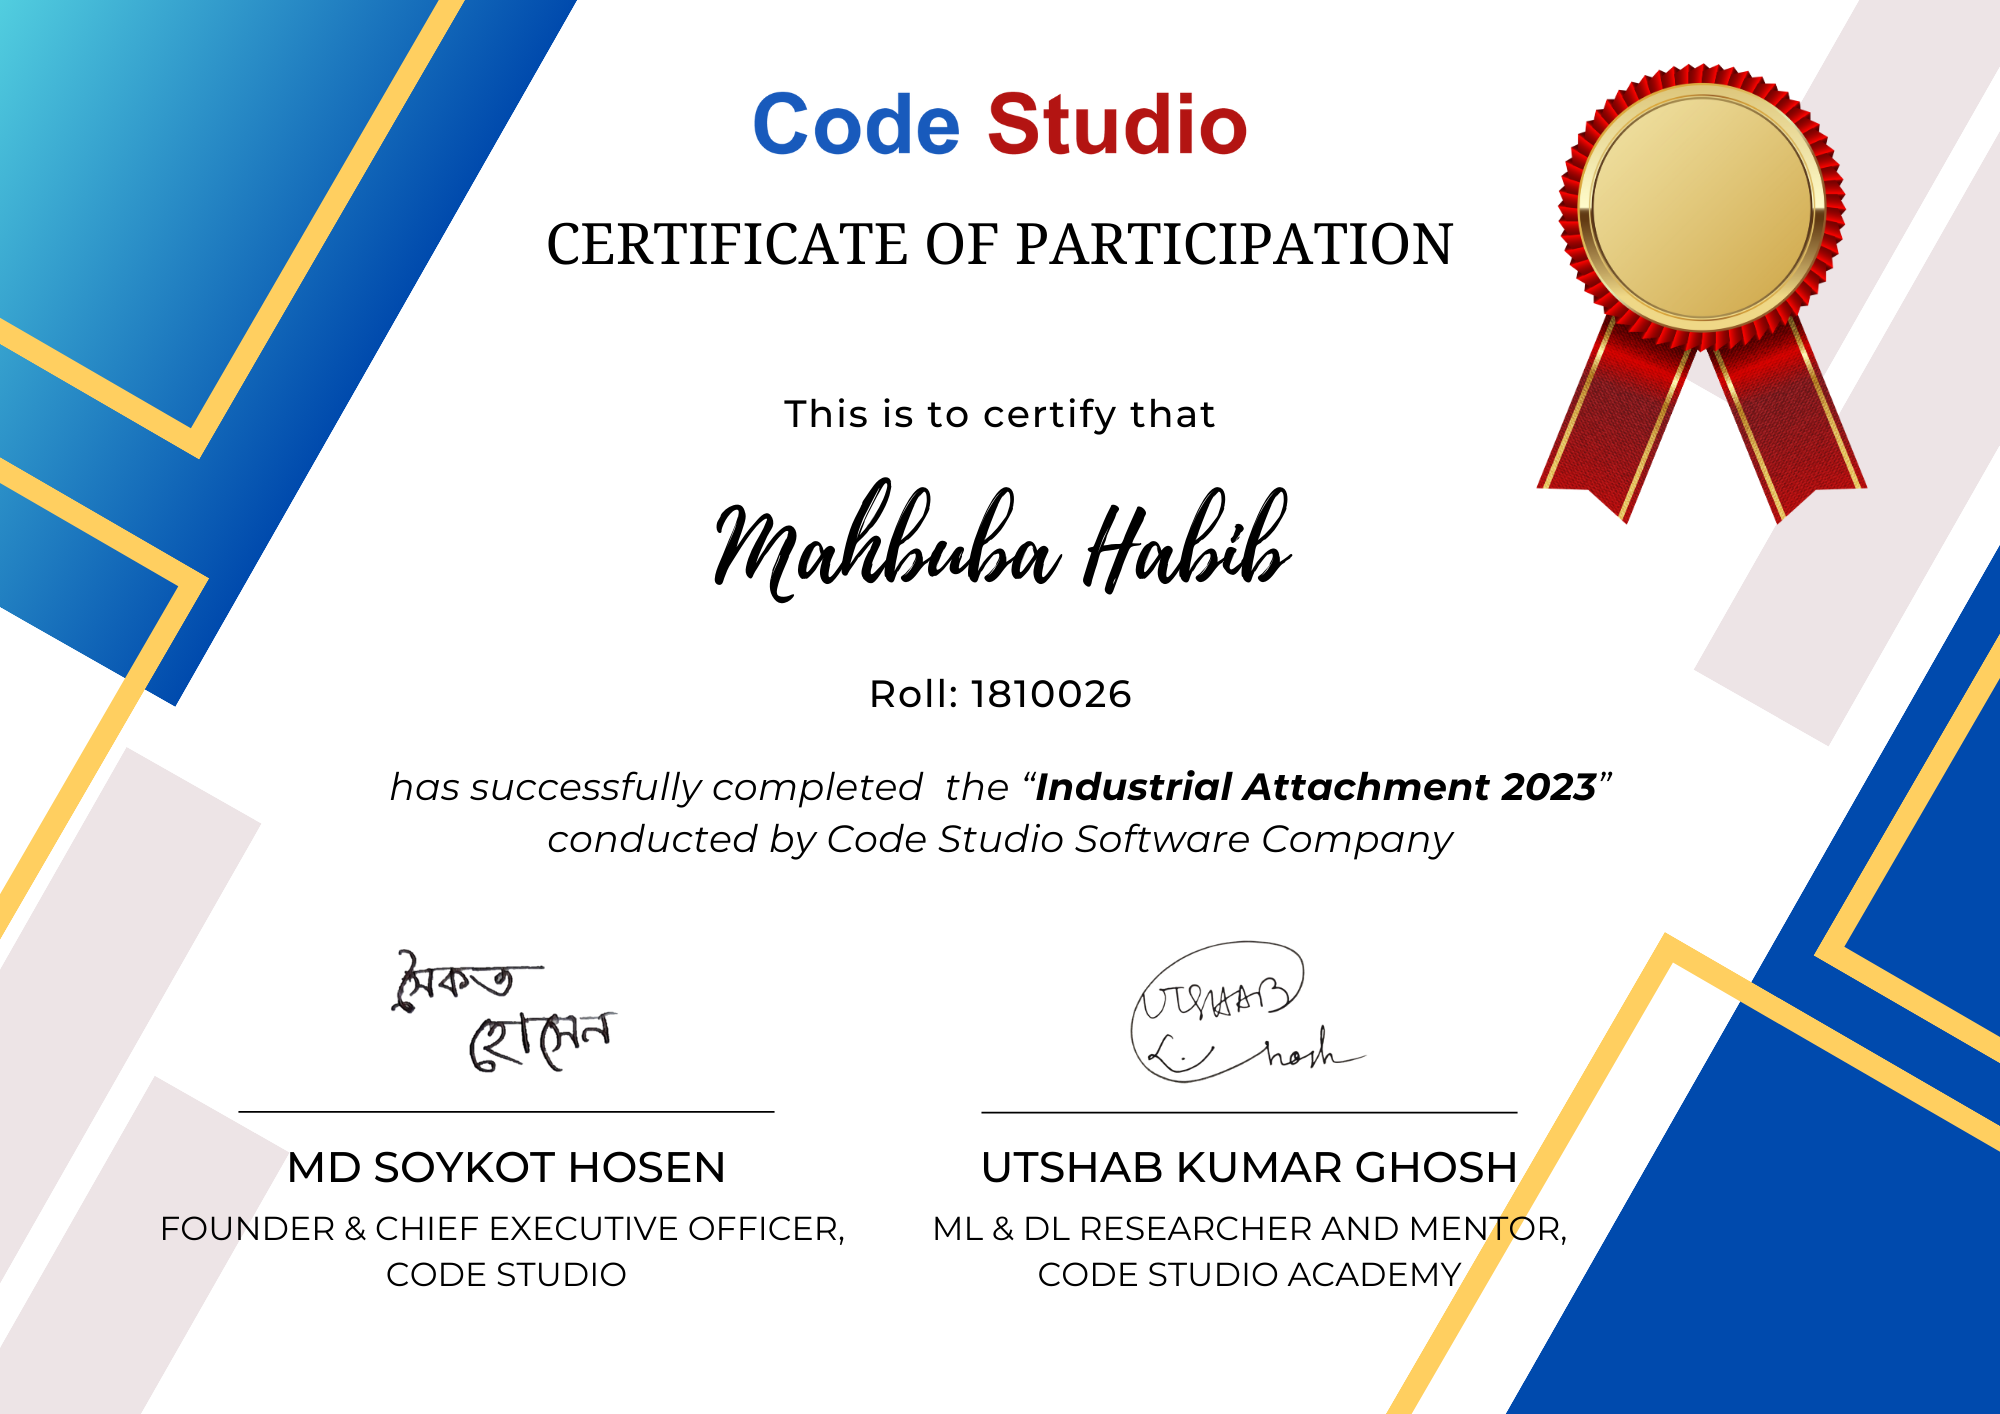 Code Studio
CERTIFICATE OF PARTICIPATION
This is to certify that
Mahbuba Habib
Roll: 1810026
has successfully completed the “Industrial Attachment 2023”
conducted by Code Studio Software Company
সৈকত
হোসেন
UTSHAB
K. Ghosh
MD SOYKOT HOSEN
FOUNDER & CHIEF EXECUTIVE OFFICER,
CODE STUDIO
UTSHAB KUMAR GHOSH
ML & DL RESEARCHER AND MENTOR,
CODE STUDIO ACADEMY